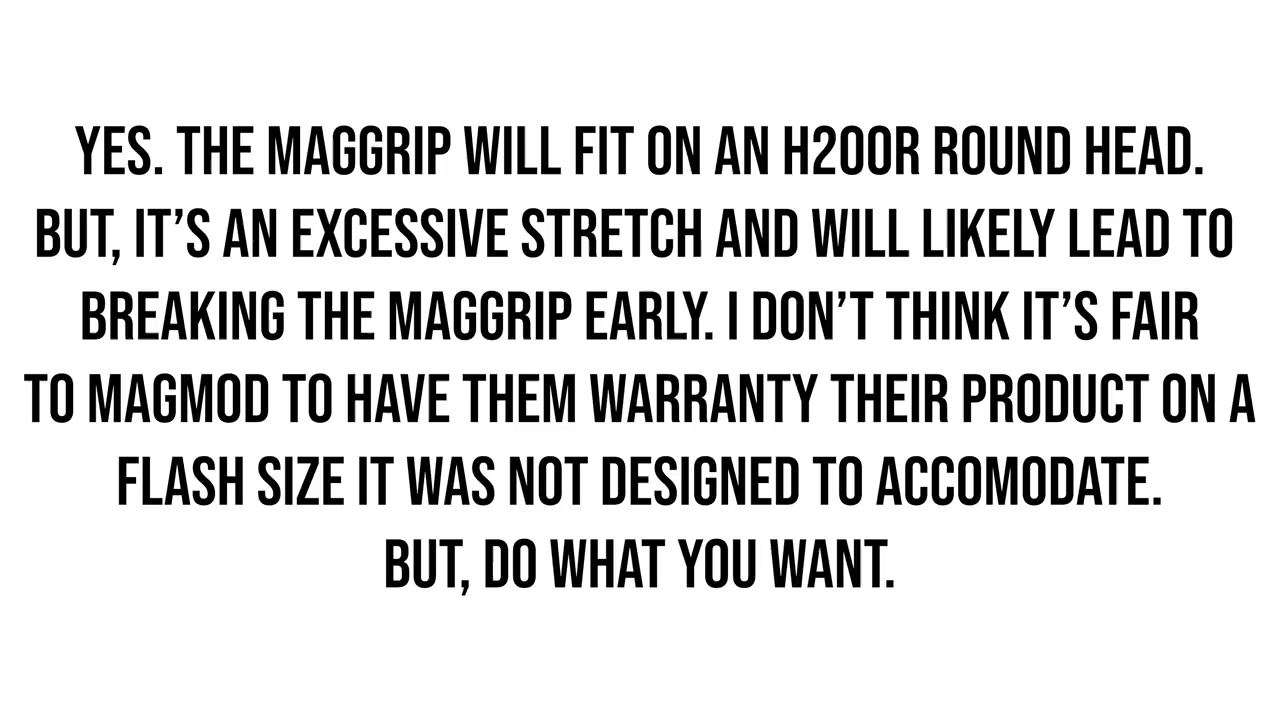 YES. THE MAGGRIP WILL FIT ON AN H200R ROUND HEAD.
BUT, IT’S AN EXCESSIVE STRETCH AND WILL LIKELY LEAD TO
BREAKING THE MAGGRIP EARLY. I DON’T THINK IT’S FAIR
TO MAGMOD TO HAVE THEM WARRANTY THEIR PRODUCT ON A
FLASH SIZE IT WAS NOT DESIGNED TO ACCOMODATE.
BUT, DO WHAT YOU WANT.